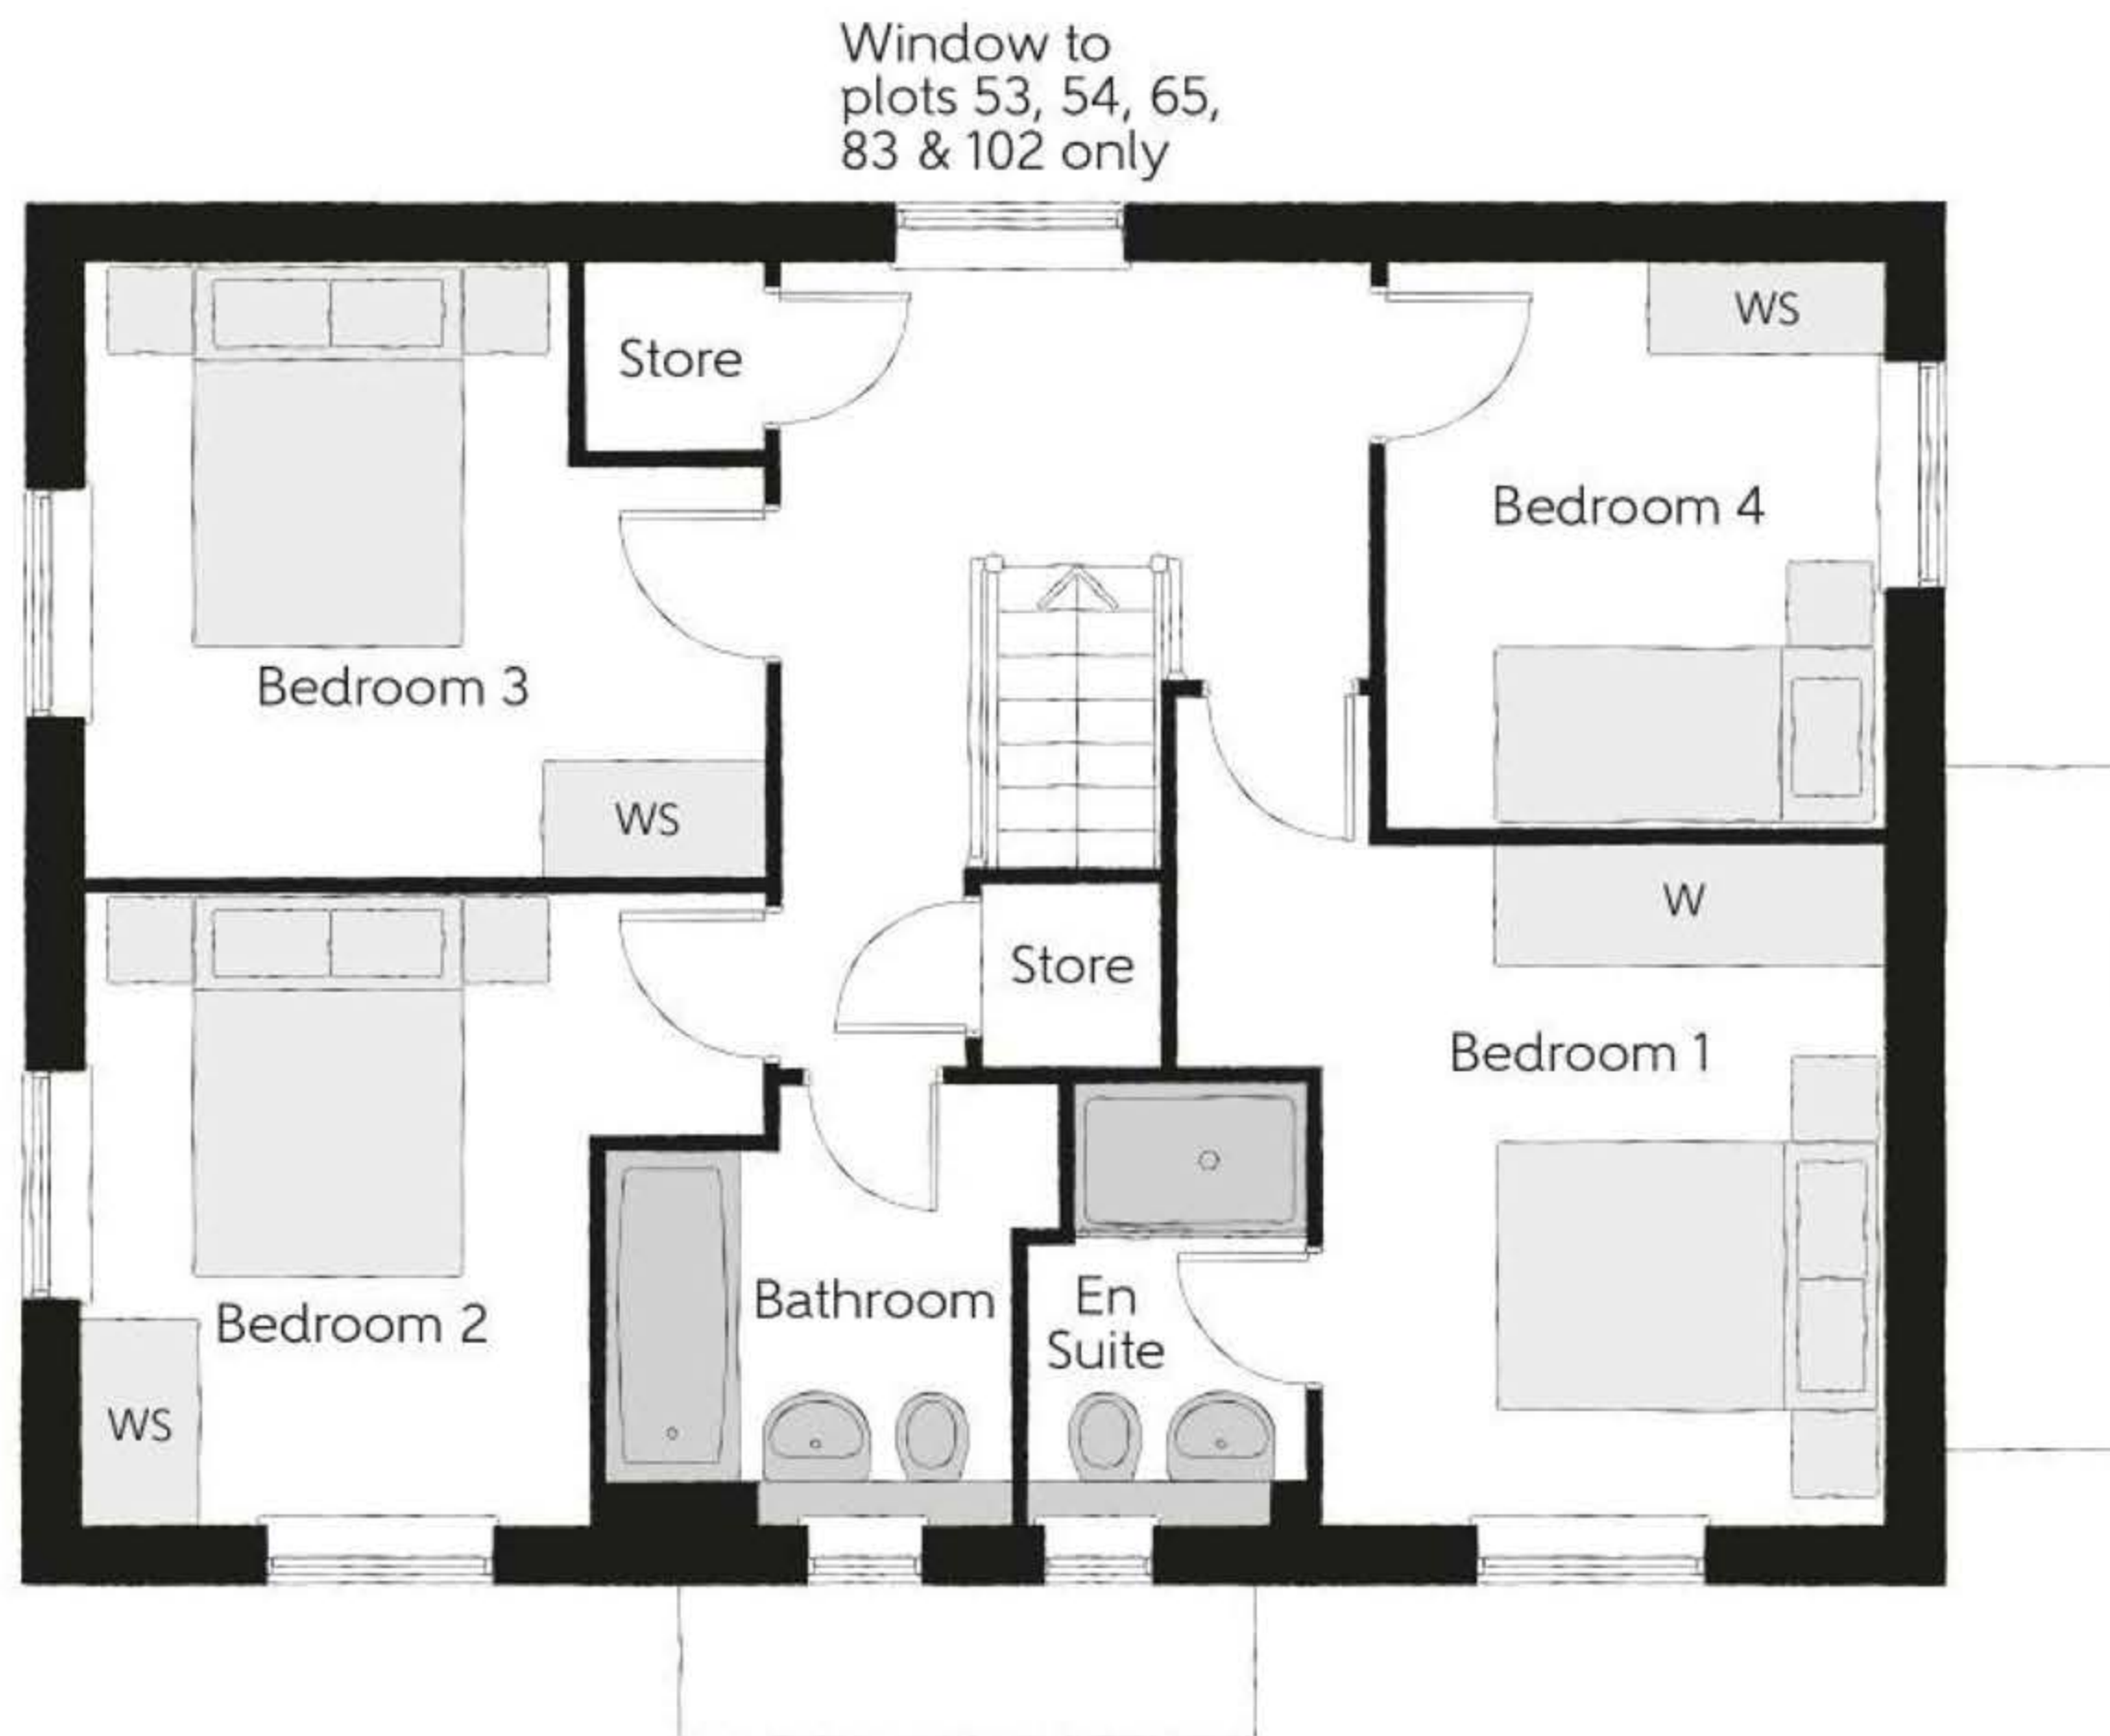 Window to
plots 53, 54, 65,
83 & 102 only
Store
WS
Bedroom 4
Bedroom 3
WS
W
Store
Bedroom 1
Bathroom
En
Suite
Bedroom 2
WS